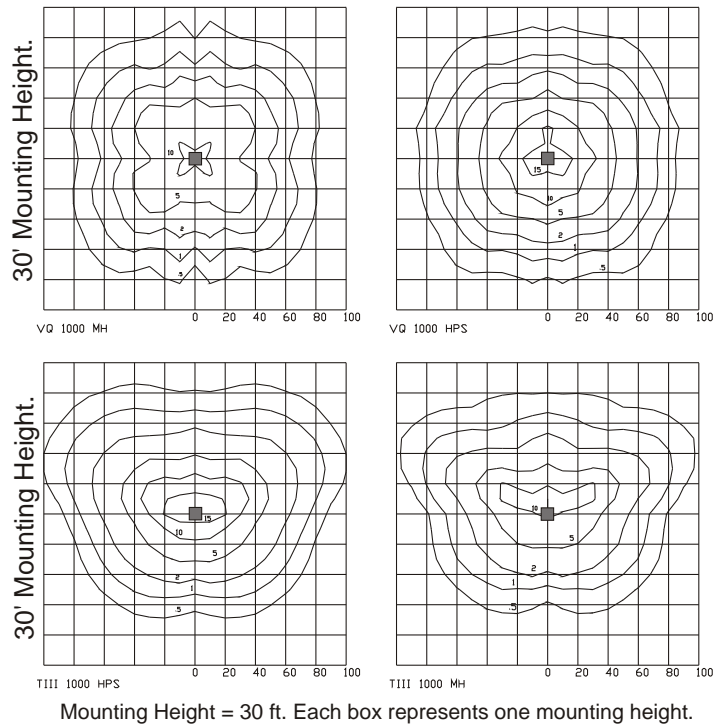 30' Mounting Height.
10
5
2
1
.5
0 20 40 60 80 100
VQ 1000 MH
15
10
5
2
1
.5
0 20 40 60 80 100
VQ 1000 HPS
30' Mounting Height.
15
10
5
2
1
.5
0 20 40 60 80 100
TIII 1000 HPS
10
5
2
1
.5
0 20 40 60 80 100
TIII 1000 MH
Mounting Height = 30 ft. Each box represents one mounting height.